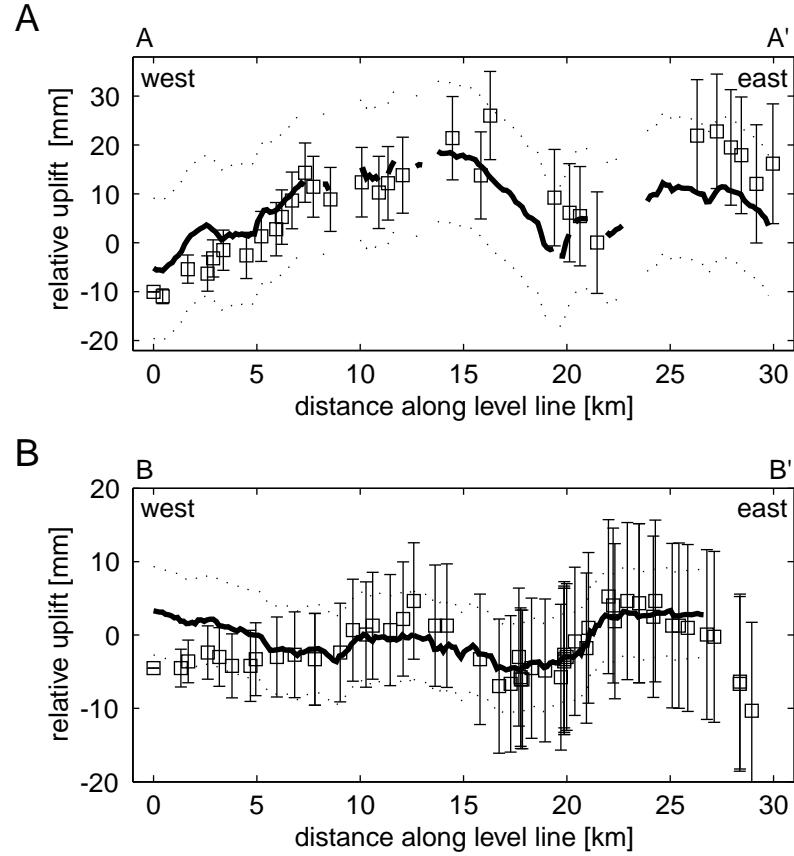 A
A A'
west east
30
20
10
0
-10
-20
relative uplift [mm]
0 5 10 15 20 25 30
distance along level line [km]
B
B B'
west east
20
10
0
-10
-20
relative uplift [mm]
0 5 10 15 20 25 30
distance along level line [km]